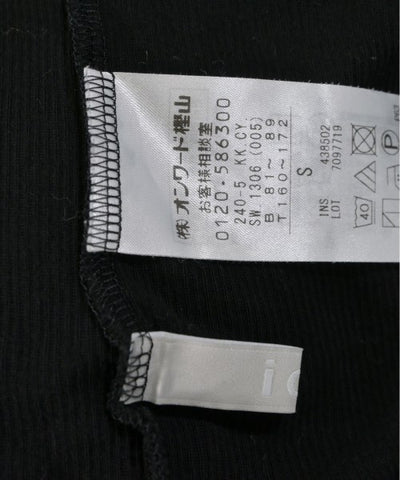 ㈱オンワード樫山
お客様相談室
0120-586300
240-5 KK CY
SW 1306 (005)
B 81〜 89
T 160〜172
S
INS 438502
LOT 7097719
40
P